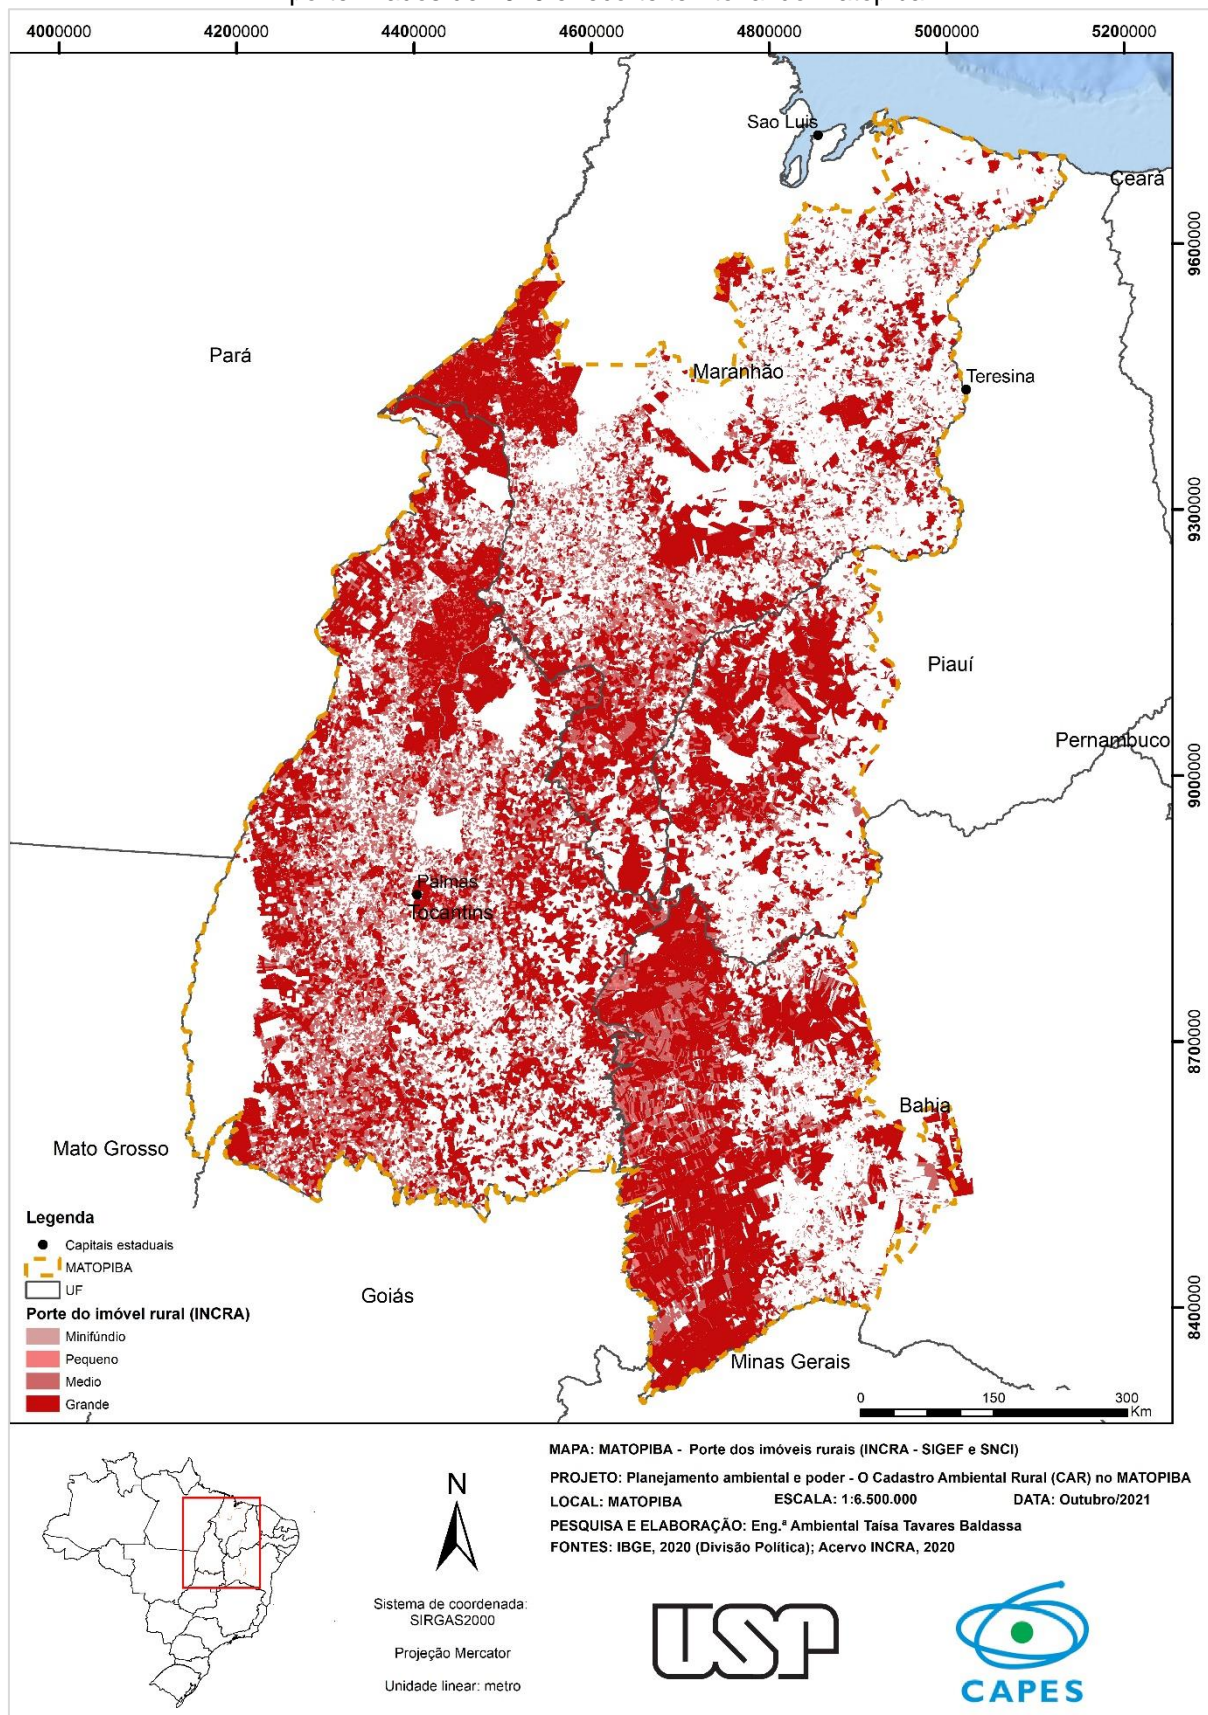 4000000 4200000 4400000 4600000 4800000 5000000 5200000
Sao Luis
Ceará
9600000
Pará
Maranhão
Teresina
9300000
Piauí
Pernambuco
9000000
Palmas
Tocantins
8700000
Bahia
Mato Grosso
Legenda
Capitais estaduais
MATOPIBA
UF
Goiás
8400000
Porte do imóvel rural (INCRA)
Minifúndio
Pequeno
Medio
Grande
Minas Gerais
0 150 300
Km
MAPA: MATOPIBA - Porte dos imóveis rurais (INCRA - SIGEF e SNCI)
PROJETO: Planejamento ambiental e poder - O Cadastro Ambiental Rural (CAR) no MATOPIBA
LOCAL: MATOPIBA ESCALA: 1:6.500.000 DATA: Outubro/2021
PESQUISA E ELABORAÇÃO: Eng.ª Ambiental Taísa Tavares Baldassa
FONTES: IBGE, 2020 (Divisão Política); Acervo INCRA, 2020
N
Sistema de coordenada:
SIRGAS2000
Projeção Mercator
Unidade linear: metro
USP
CAPES